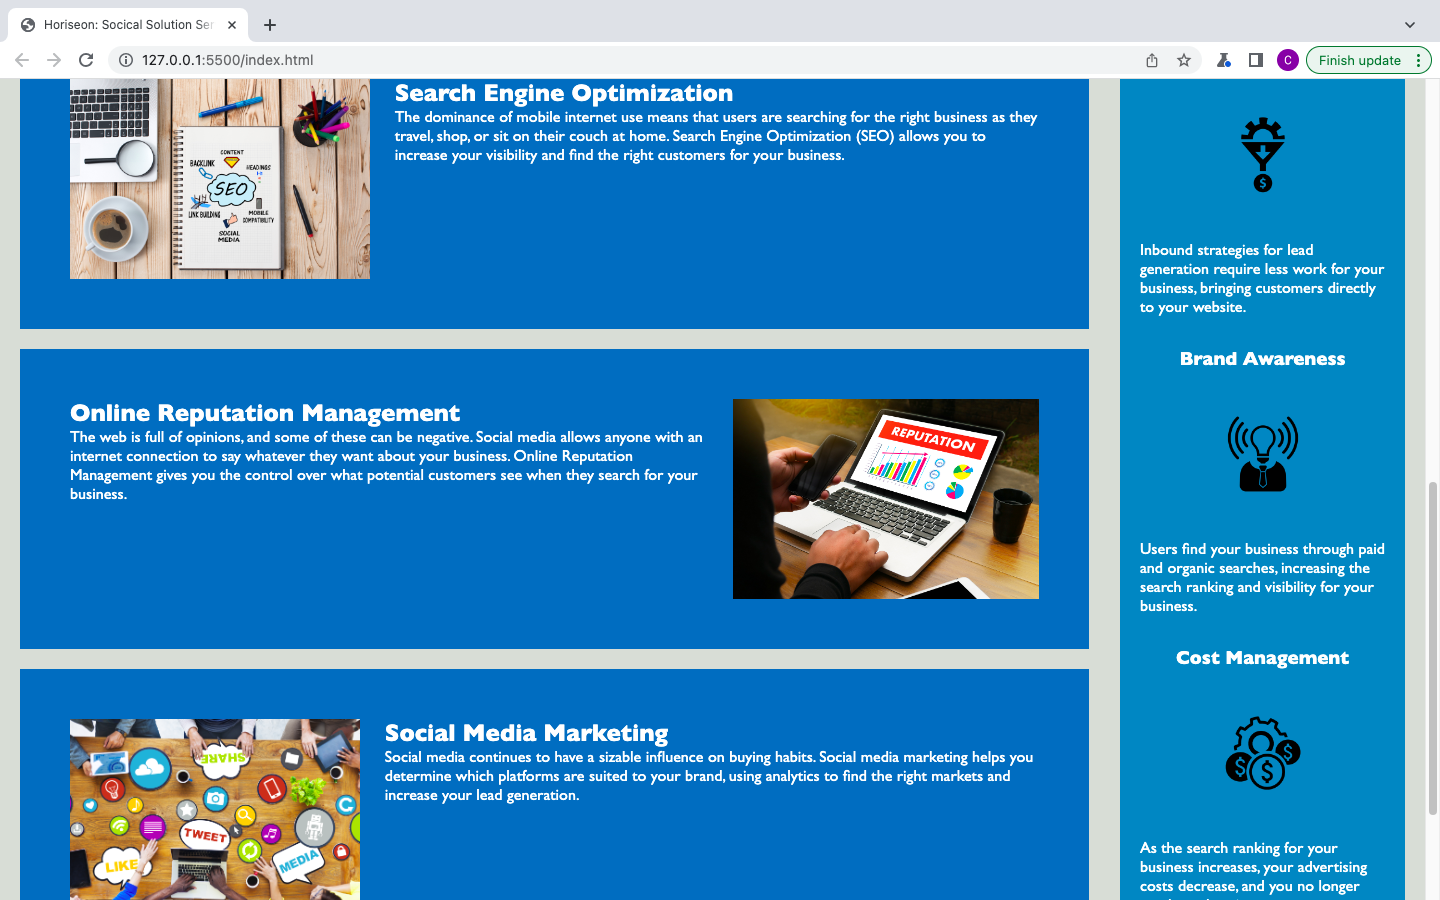 Horiseon: Socical Solution Ser
127.0.0.1:5500/index.html
C
Finish update
Search Engine Optimization
The dominance of mobile internet use means that users are searching for the right business as they
travel, shop, or sit on their couch at home. Search Engine Optimization (SEO) allows you to
increase your visibility and find the right customers for your business.
CONTENT
BACKLINK
HEADINGS
SEO
LINK BUILDING
MOBILE
COMPATIBILITY
SOCIAL
MEDIA
Online Reputation Management
The web is full of opinions, and some of these can be negative. Social media allows anyone with an
internet connection to say whatever they want about your business. Online Reputation
Management gives you the control over what potential customers see when they search for your
business.
REPUTATION
Social Media Marketing
Social media continues to have a sizable influence on buying habits. Social media marketing helps you
determine which platforms are suited to your brand, using analytics to find the right markets and
increase your lead generation.
SHARE
TWEET
LIKE
MEDIA
$
Inbound strategies for lead
generation require less work for your
business, bringing customers directly
to your website.
Brand Awareness
Users find your business through paid
and organic searches, increasing the
search ranking and visibility for your
business.
Cost Management
$
$
$
As the search ranking for your
business increases, your advertising
costs decrease, and you no longer